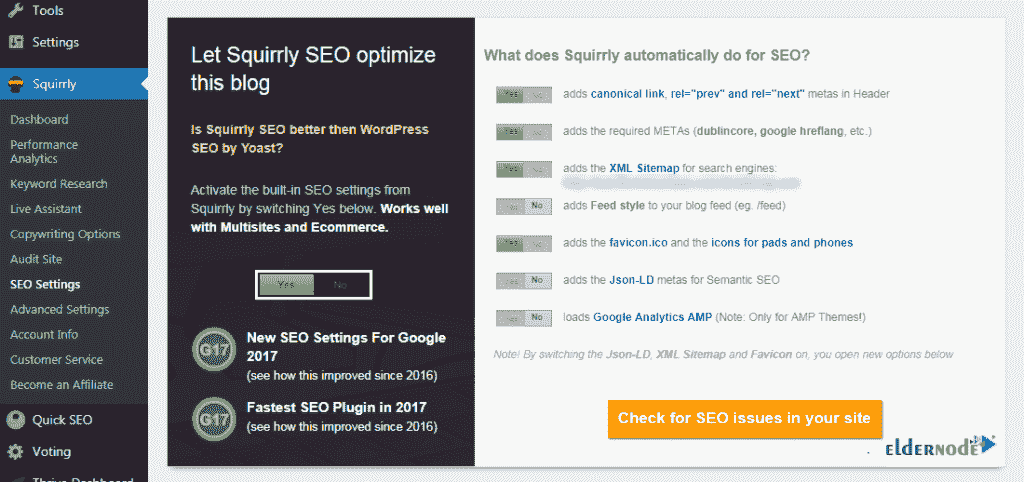 Tools
Settings
Squirrly
Dashboard
Performance
Analytics
Keyword Research
Live Assistant
Copywriting Options
Audit Site
SEO Settings
Advanced Settings
Account Info
Customer Service
Become an Affiliate
Quick SEO
Voting
Thrive Dashboard
Let Squirrly SEO optimize
this blog
Is Squirrly SEO better then WordPress
SEO by Yoast?
Activate the built-in SEO settings from
Squirrly by switching Yes below. Works well
with Multisites and Ecommerce.
Yes No
G17
New SEO Settings For Google
2017
(see how this improved since 2016)
G17
Fastest SEO Plugin in 2017
(see how this improved since 2016)
What does Squirrly automatically do for SEO?
Yes No adds canonical link, rel="prev" and rel="next" metas in Header
Yes No adds the required METAs (dublincore, google hreflang, etc.)
Yes No adds the XML Sitemap for search engines:
Yes No adds Feed style to your blog feed (eg. /feed)
Yes No adds the favicon.ico and the icons for pads and phones
Yes No adds the Json-LD metas for Semantic SEO
Yes No loads Google Analytics AMP (Note: Only for AMP Themes!)
Note! By switching the Json-LD, XML Sitemap and Favicon on, you open new options below
Check for SEO issues in your site
ELDERNODE